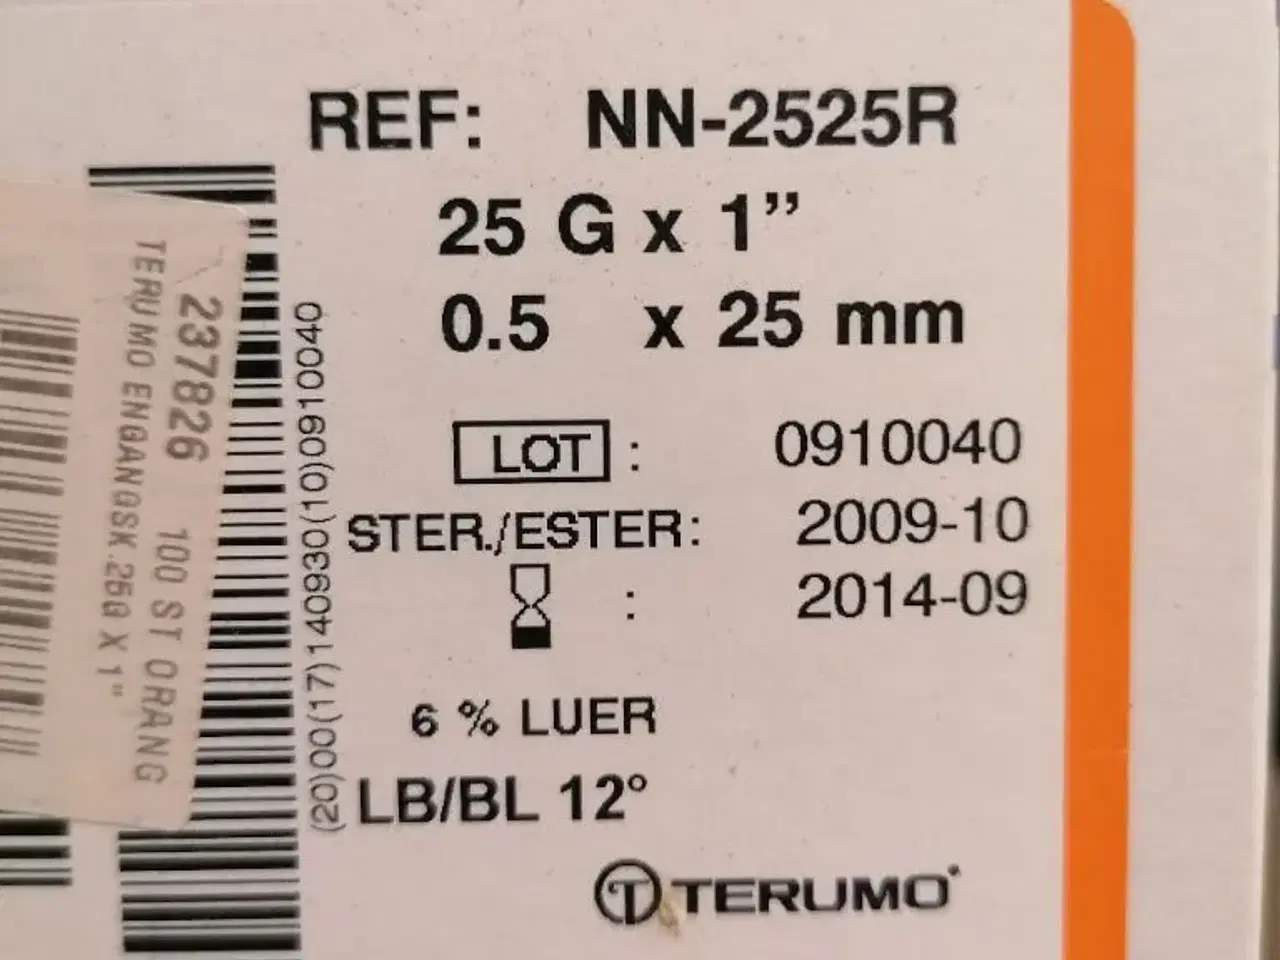 REF: NN-2525R
25 G x 1”
0.5 x 25 mm
LOT : 0910040
STER./ESTER: 2009-10
: 2014-09
6 % LUER
LB/BL 12°
TERUMO
(20)00(17)140930(10)0910040
237826 100 ST ORANG
TERUMO ENGANGSK.25G X 1"